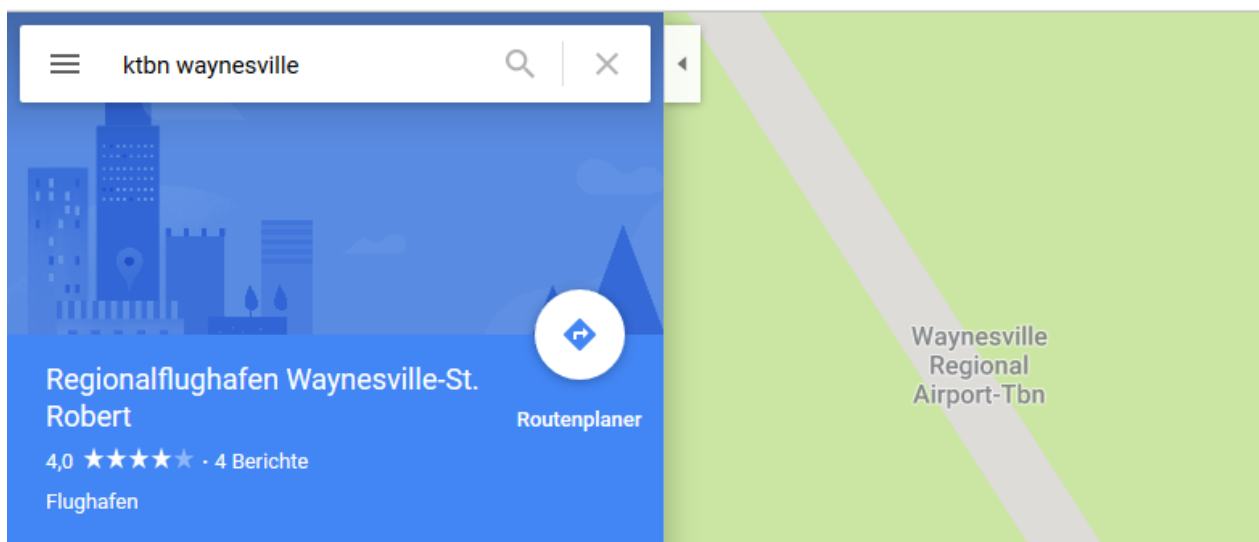 ktbn waynesville
Regionalflughafen Waynesville-St.
Robert
Routenplaner
4,0 ★★★★★ · 4 Berichte
Flughafen
Waynesville
Regional
Airport-Tbn